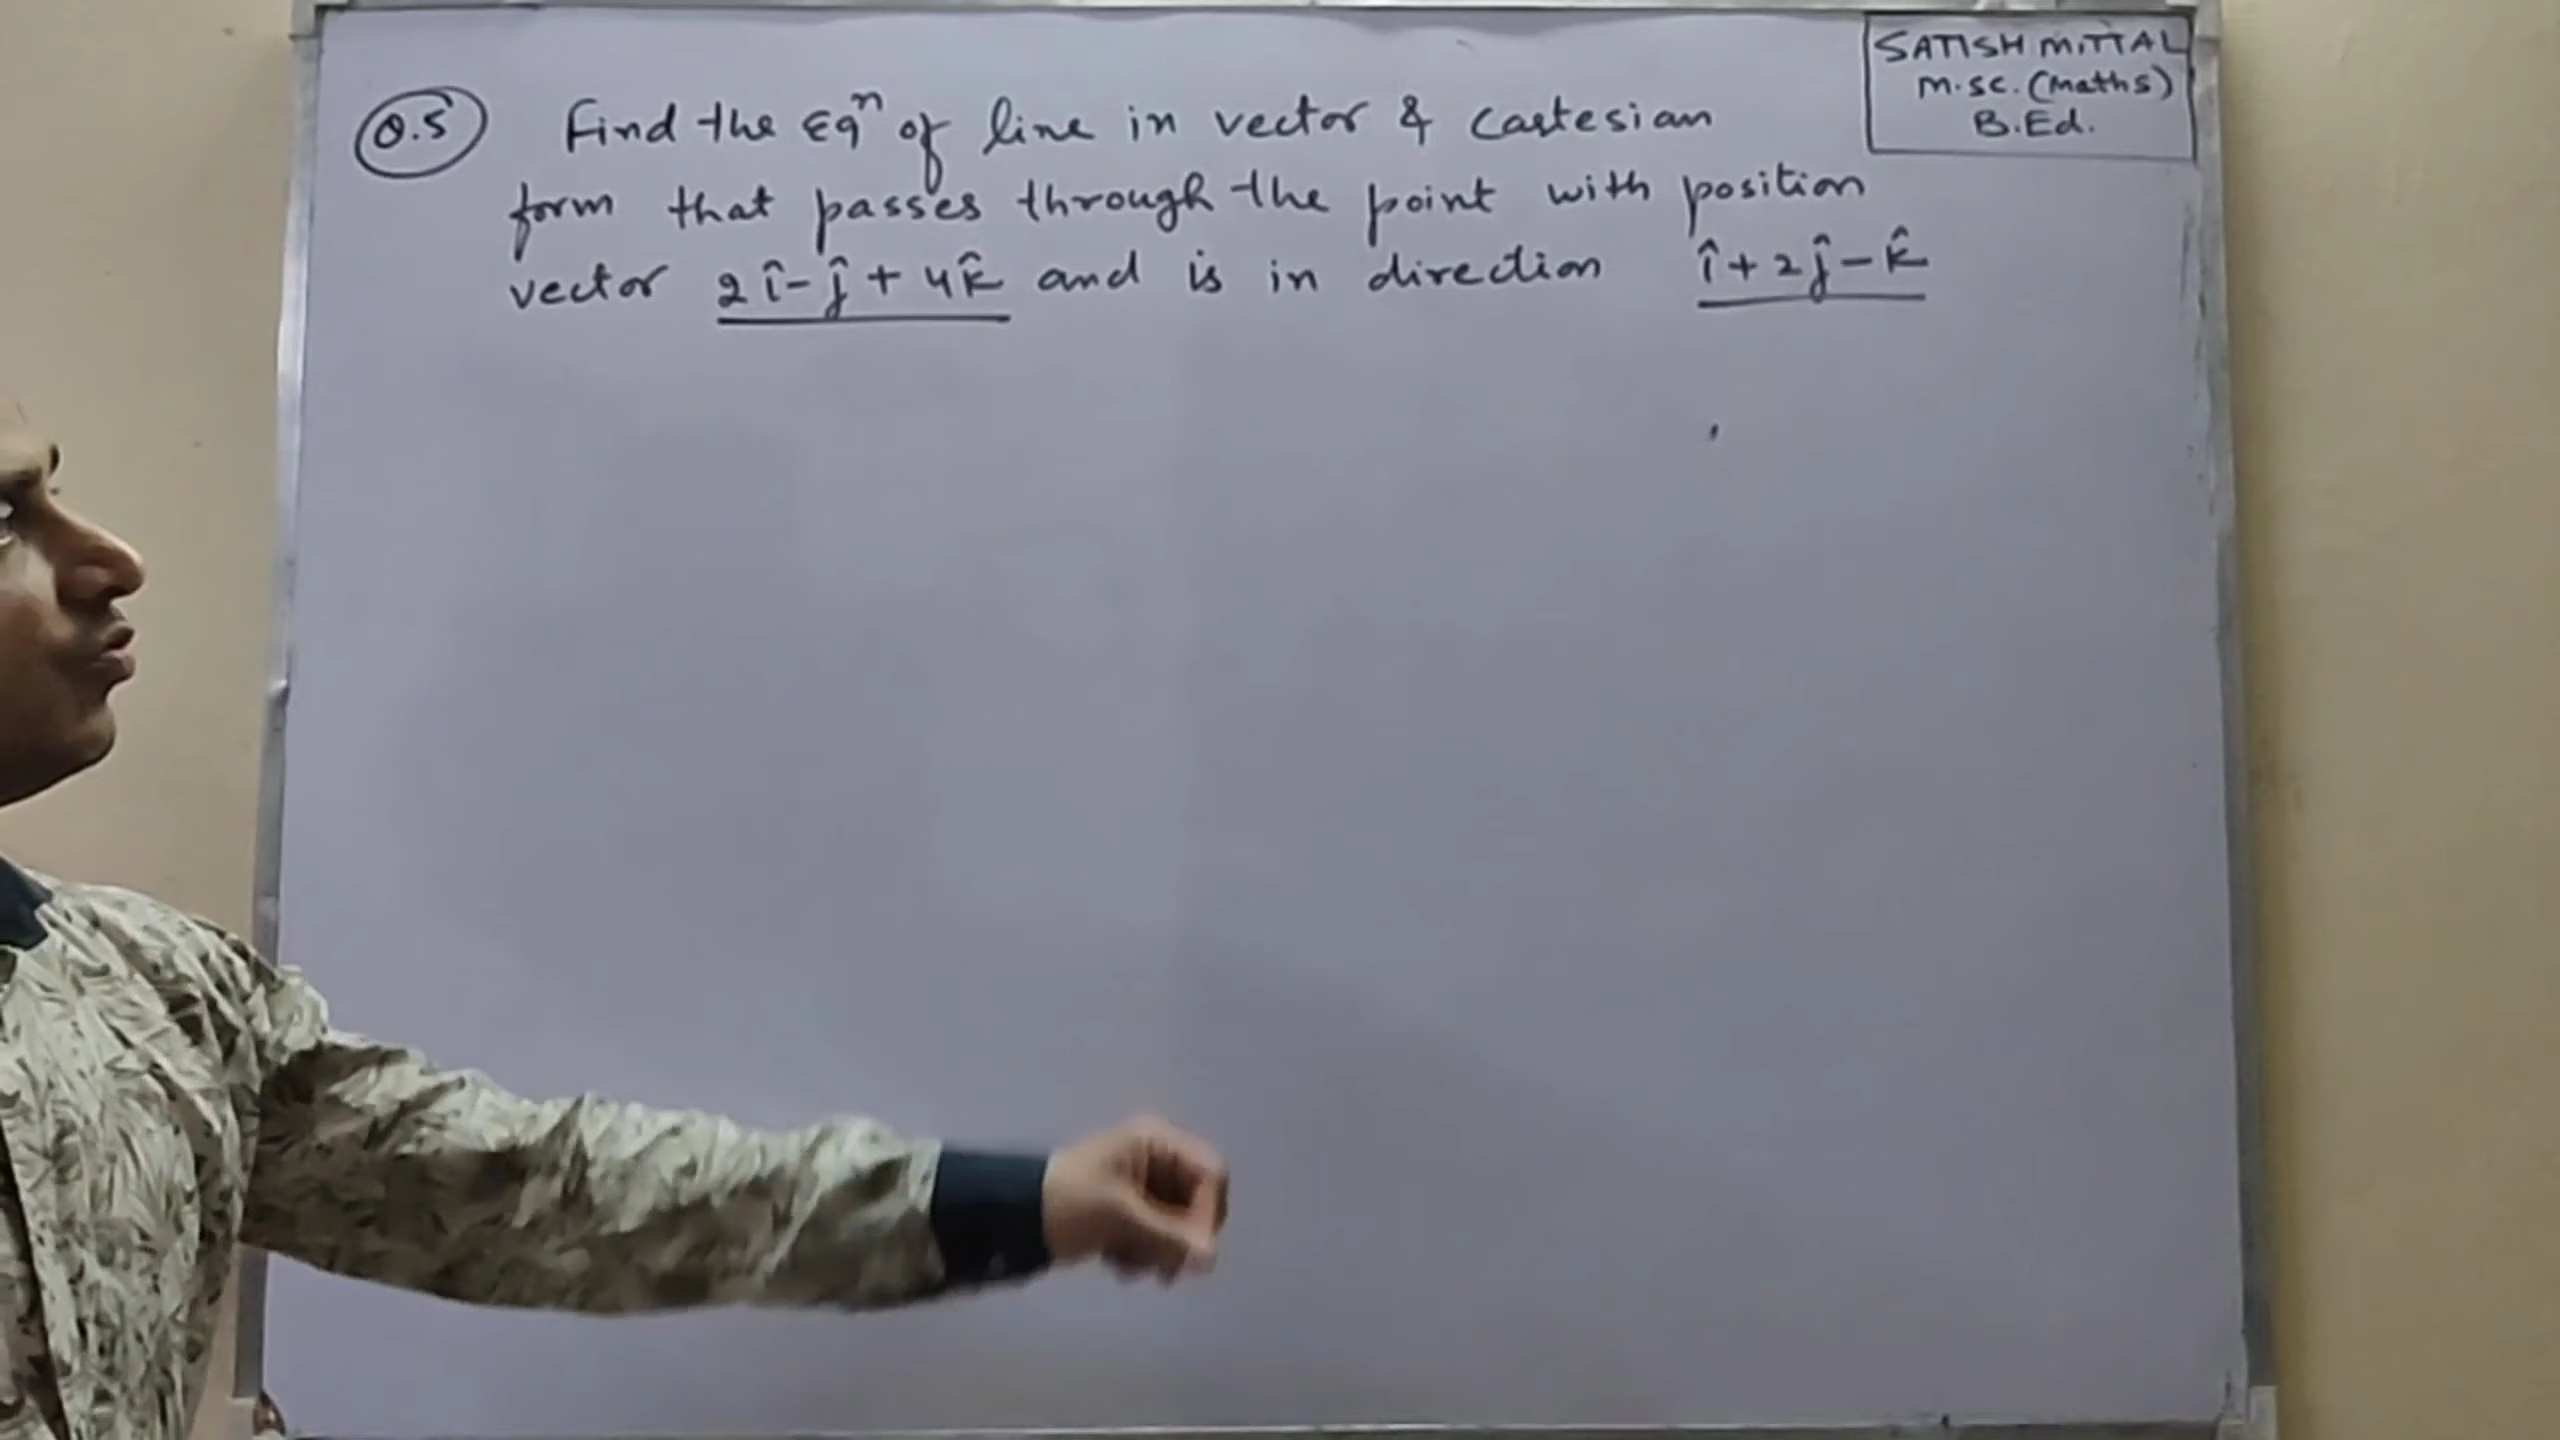 Q.5 Find the Eqⁿ of line in vector & Cartesian
form that passes through the point with position
vector 2î-ĵ+4k̂ and is in direction î+2ĵ-k̂
SATISH MITTAL
M.Sc. (Maths)
B.Ed.